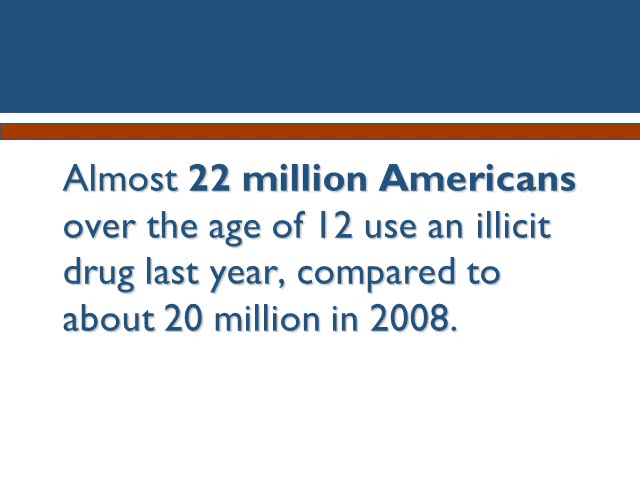 Almost 22 million Americans
over the age of 12 use an illicit
drug last year, compared to
about 20 million in 2008.